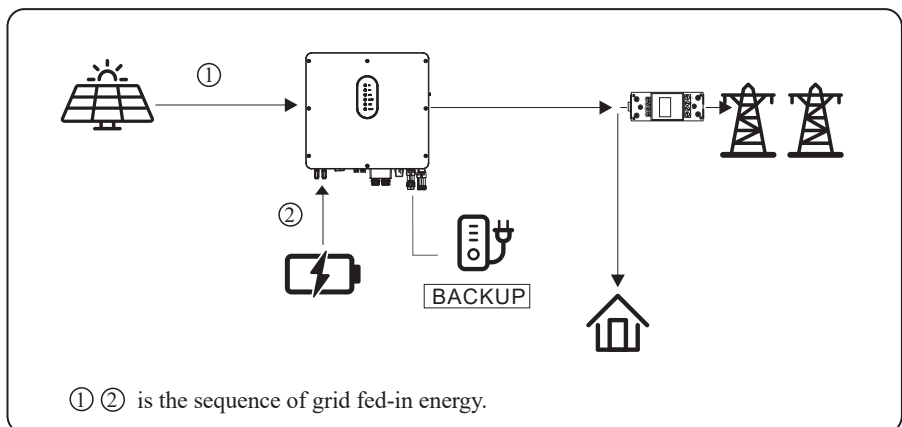 ①
②
BACKUP
① ② is the sequence of grid fed-in energy.